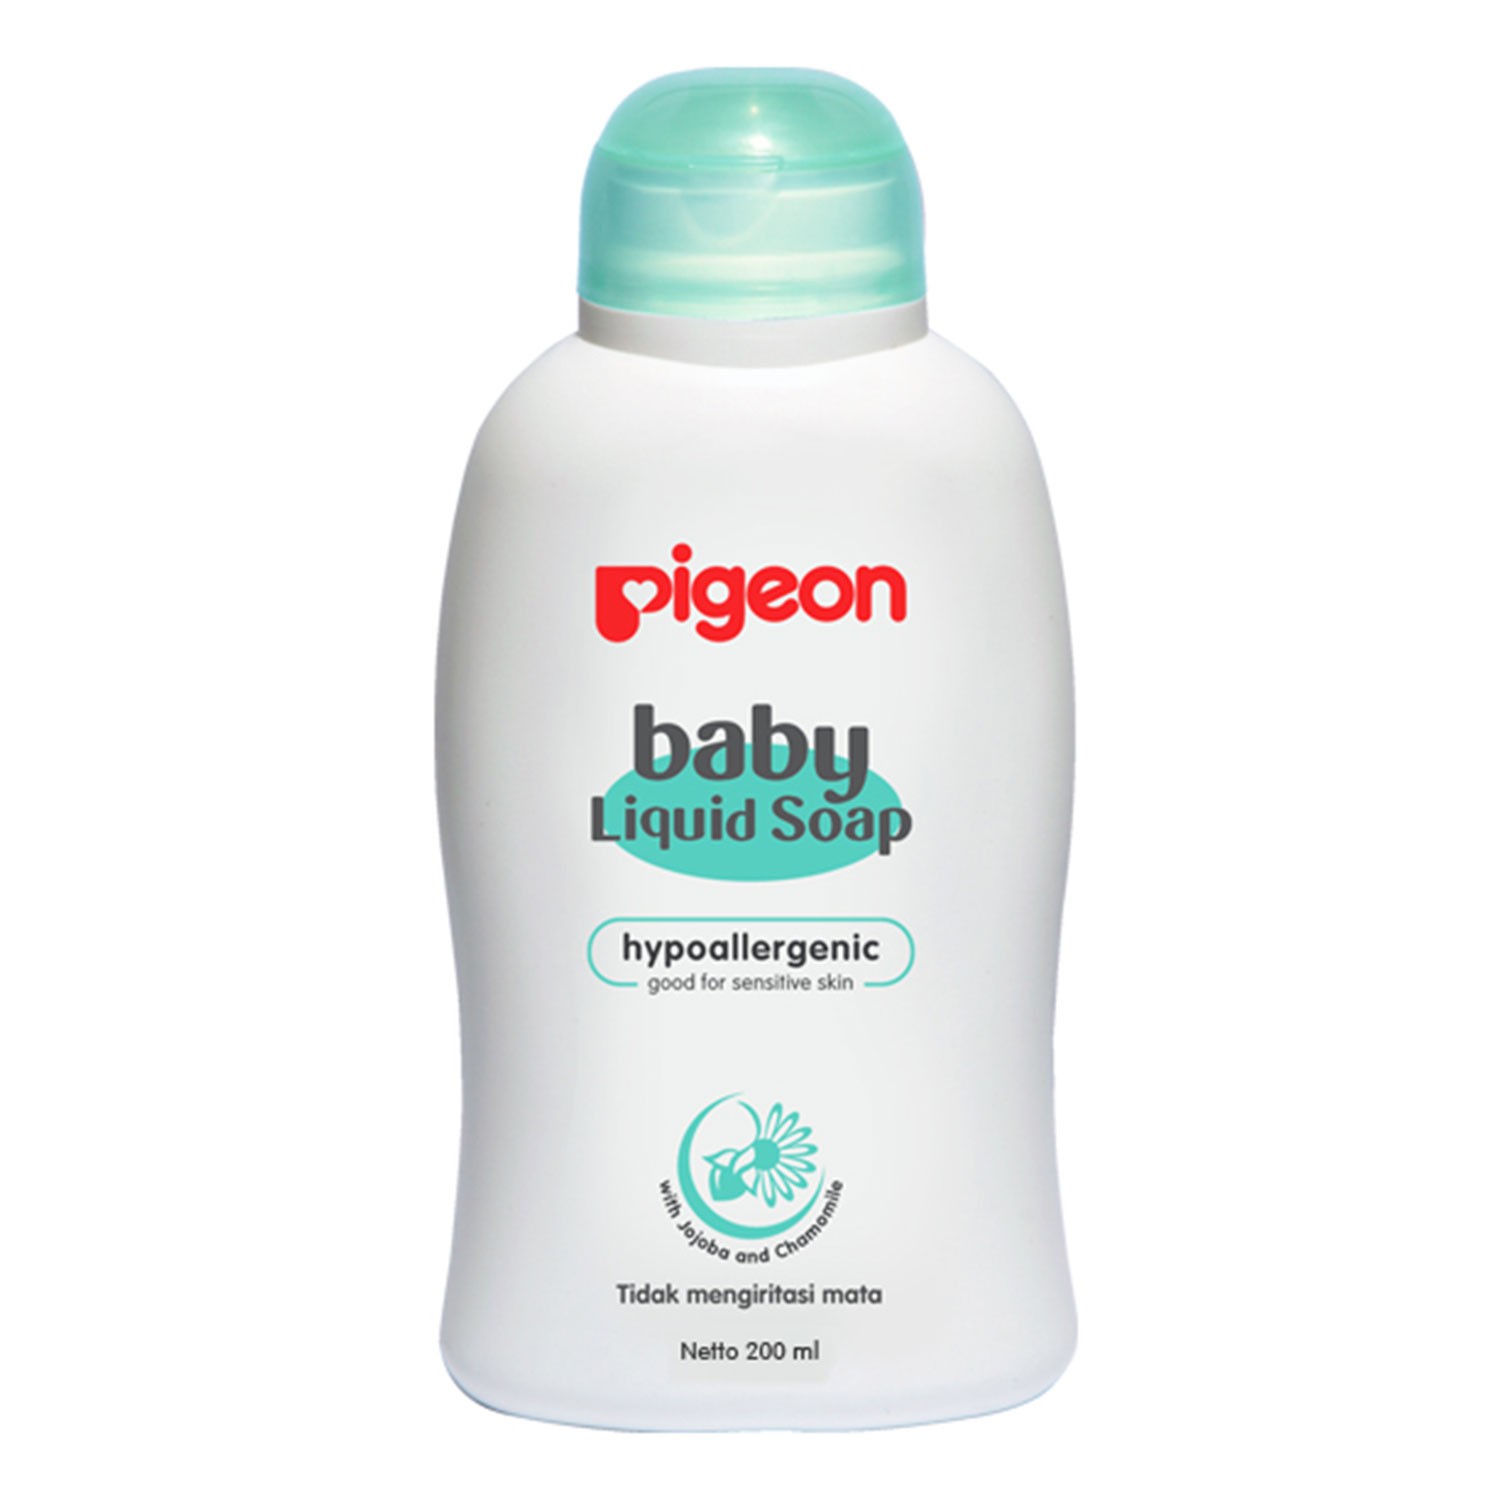 pigeon
baby
Liquid Soap
hypoallergenic
good for sensitive skin
with Jojoba and Chamomile
Tidak mengiritasi mata
Netto 200 ml